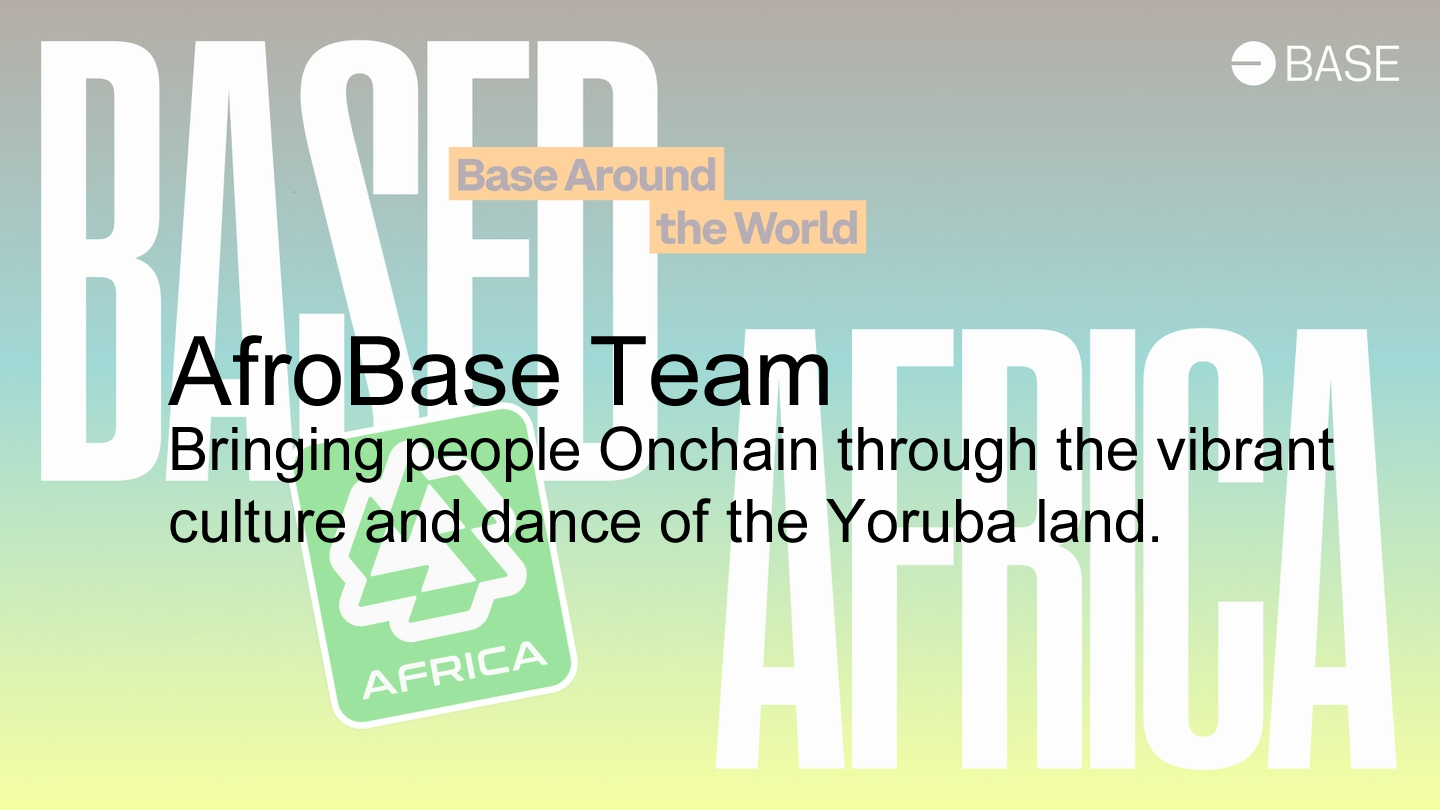 BASED
BASE
Base Around
the World
AFRICA
AfroBase Team
Bringing people Onchain through the vibrant
culture and dance of the Yoruba land.
AFRICA